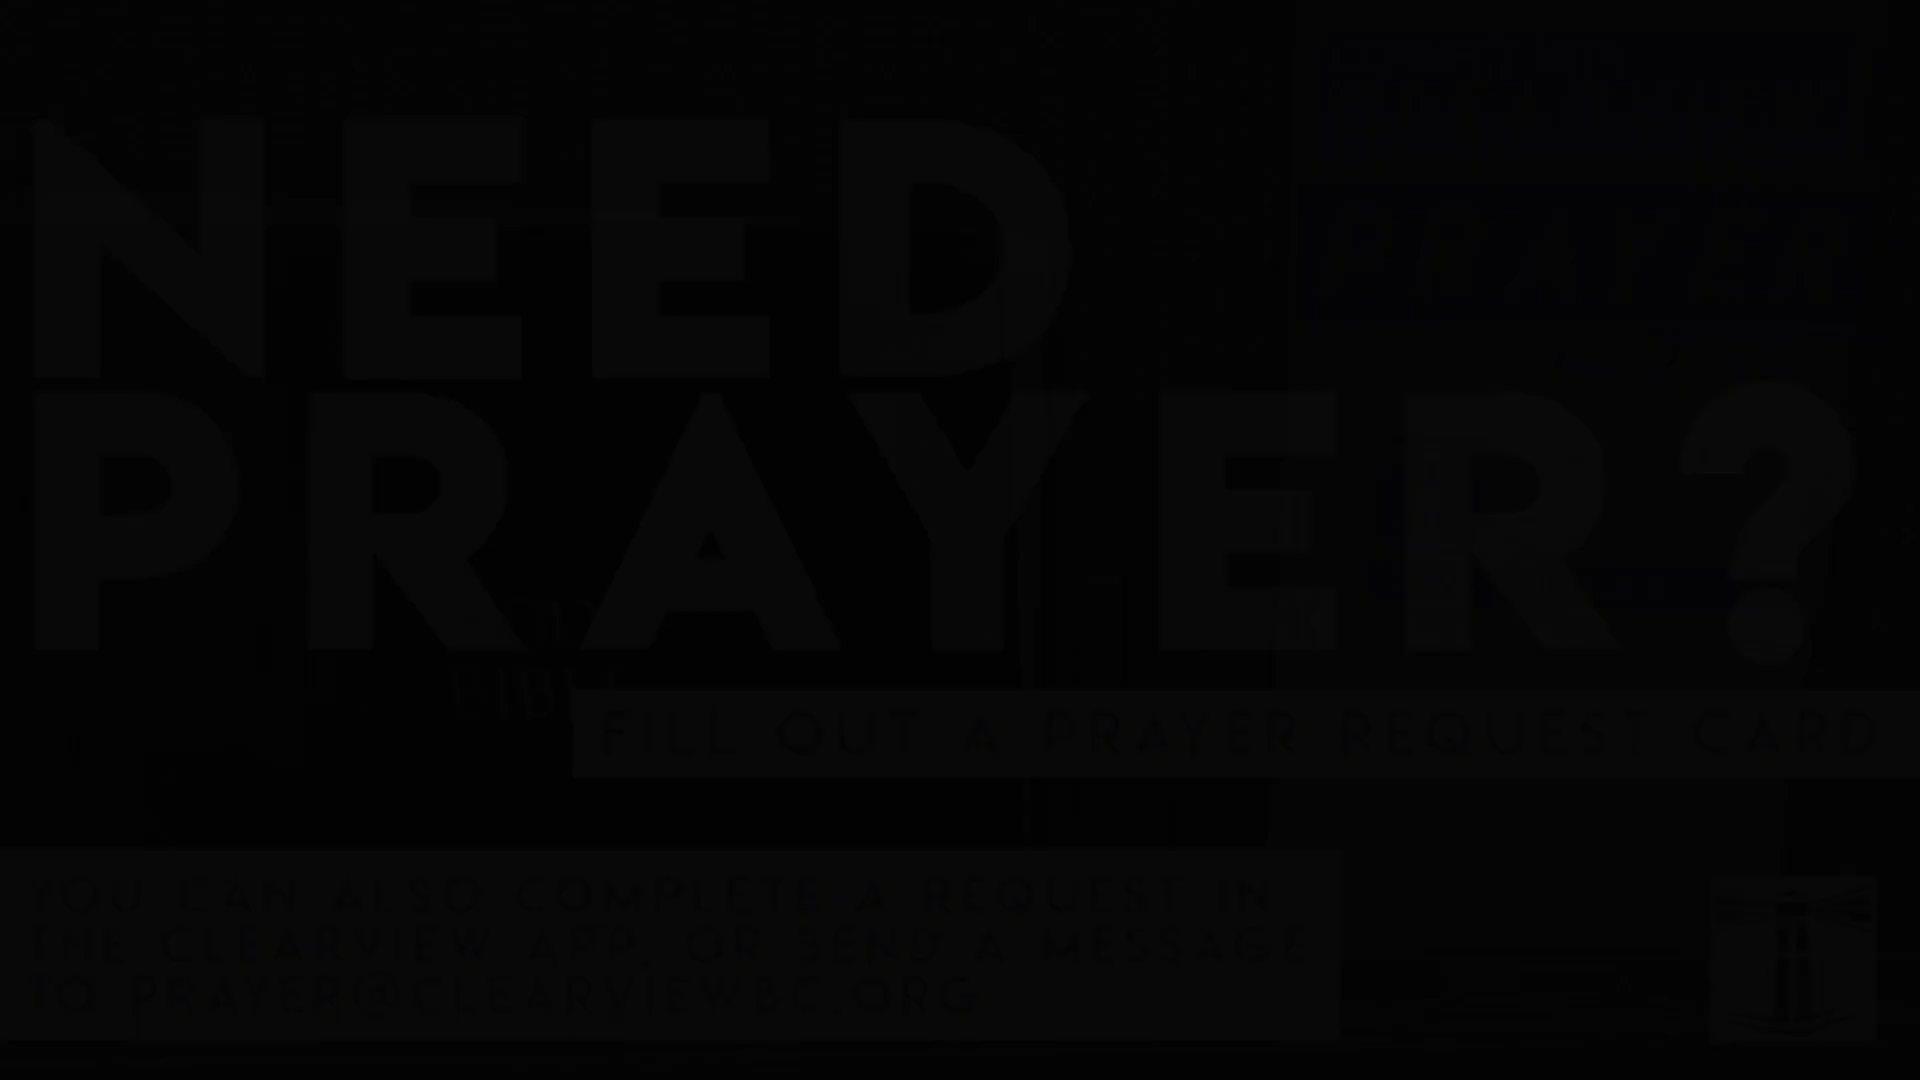 NEED
PRAYER?
FILL OUT A PRAYER REQUEST CARD
YOU CAN ALSO COMPLETE A REQUEST IN
THE CLEARVIEW APP, OR SEND A MESSAGE
TO PRAYER@CLEARVIEWBC.ORG
PRAYER